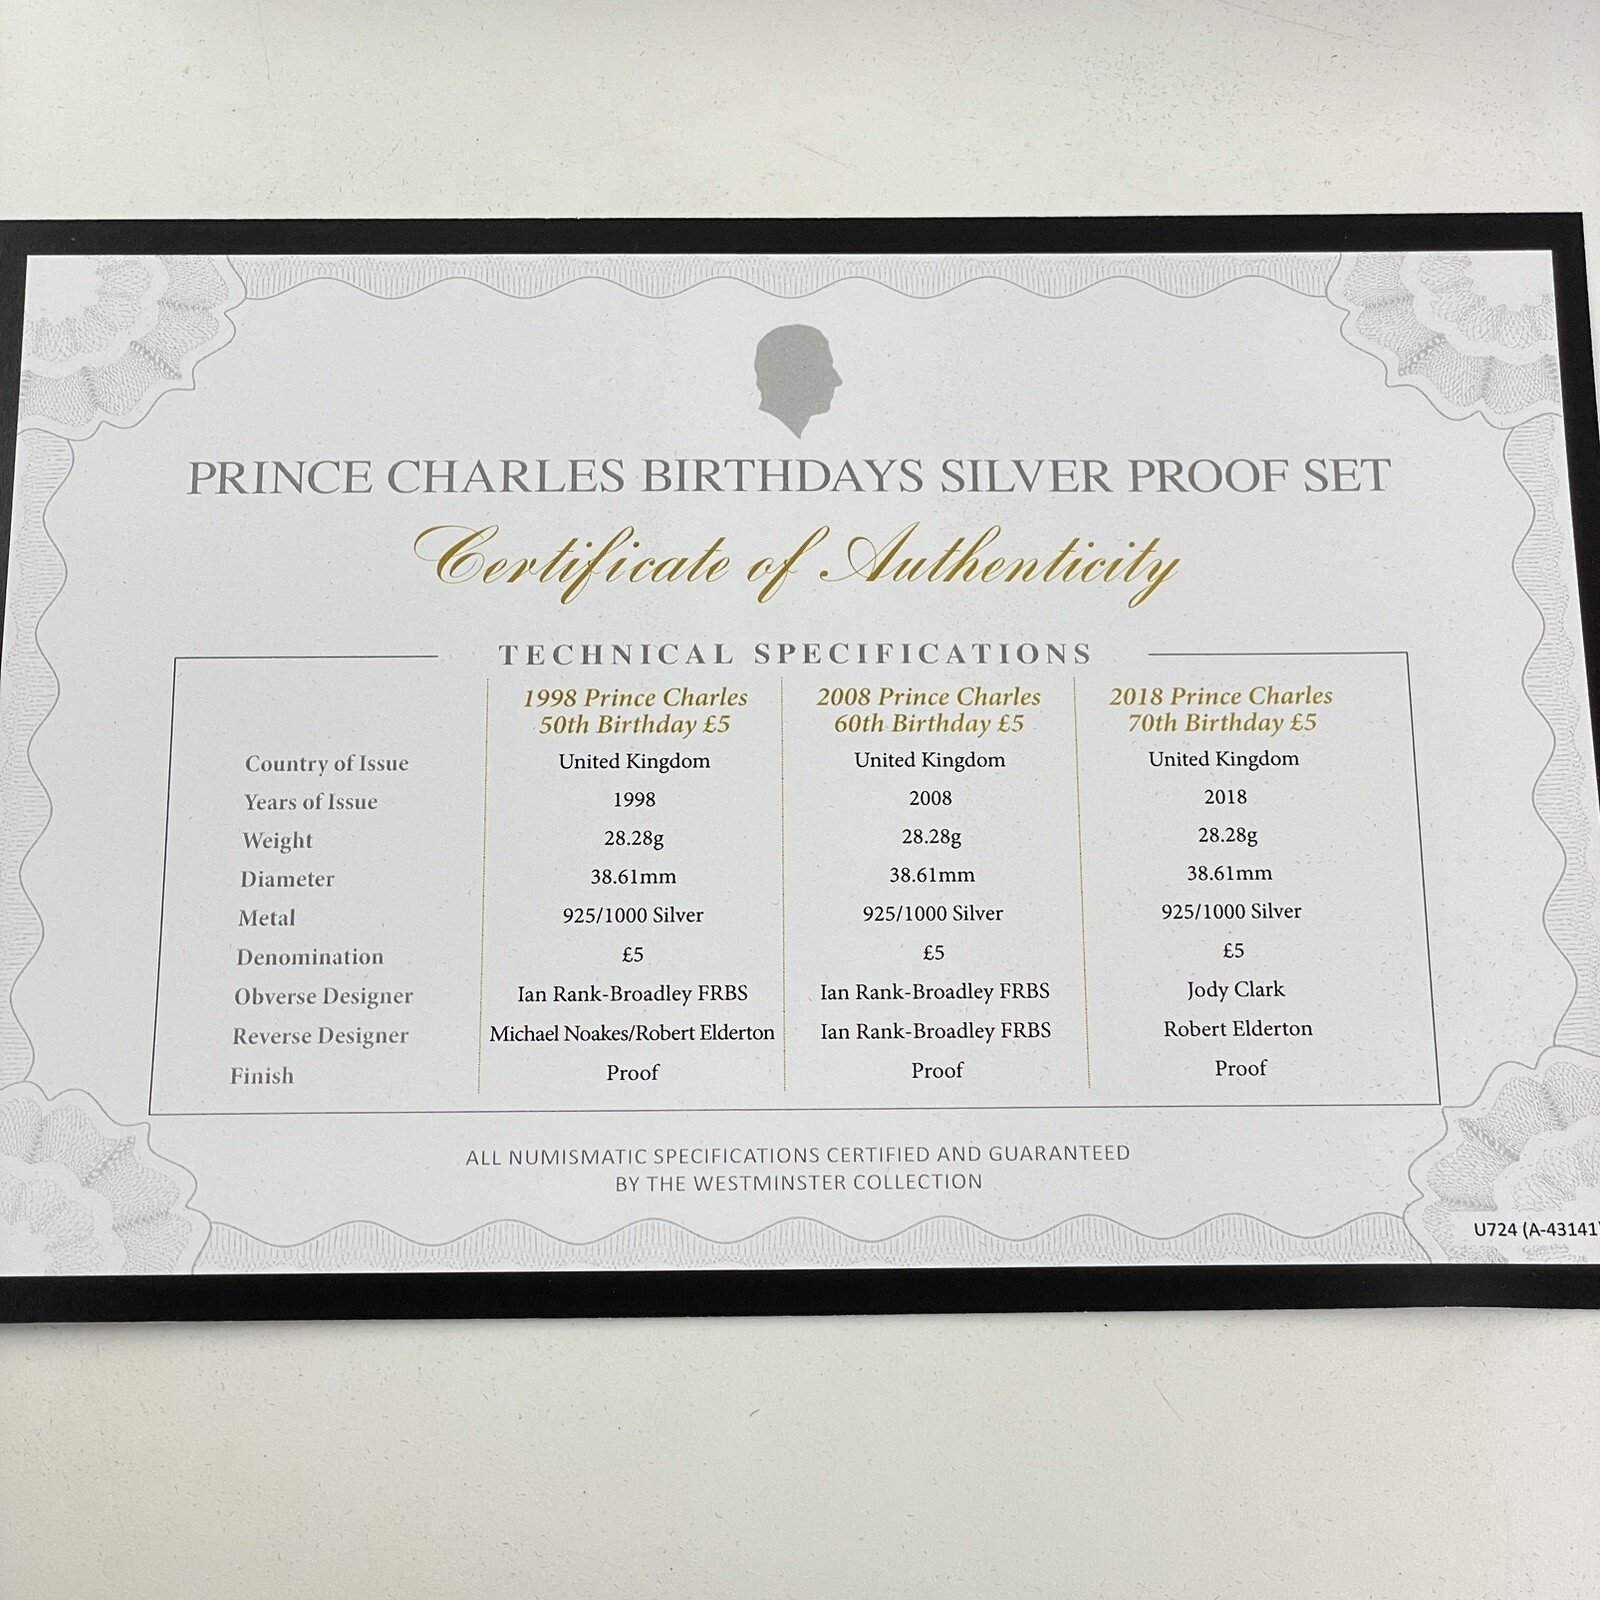 PRINCE CHARLES BIRTHDAYS SILVER PROOF SET
Certificate of Authenticity
TECHNICAL SPECIFICATIONS
1998 Prince Charles 2008 Prince Charles 2018 Prince Charles
50th Birthday £5 60th Birthday £5 70th Birthday £5
Country of Issue United Kingdom United Kingdom United Kingdom
Years of Issue 1998 2008 2018
Weight 28.28g 28.28g 28.28g
Diameter 38.61mm 38.61mm 38.61mm
Metal 925/1000 Silver 925/1000 Silver 925/1000 Silver
Denomination £5 £5 £5
Obverse Designer Ian Rank-Broadley FRBS Ian Rank-Broadley FRBS Jody Clark
Reverse Designer Michael Noakes/Robert Elderton Ian Rank-Broadley FRBS Robert Elderton
Finish Proof Proof Proof
ALL NUMISMATIC SPECIFICATIONS CERTIFIED AND GUARANTEED
BY THE WESTMINSTER COLLECTION
U724 (A-43141)